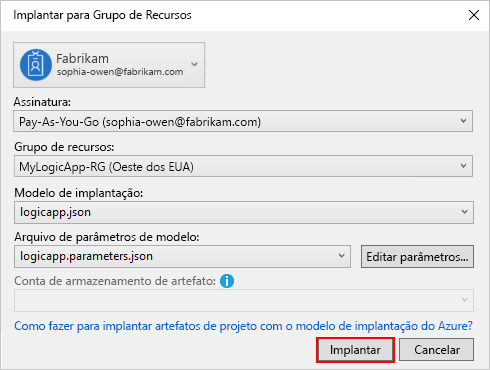 Implantar para Grupo de Recursos
Fabrikam
sophia-owen@fabrikam.com
Assinatura:
Pay-As-You-Go (sophia-owen@fabrikam.com)
Grupo de recursos:
MyLogicApp-RG (Oeste dos EUA)
Modelo de implantação:
logicapp.json
Arquivo de parâmetros de modelo:
logicapp.parameters.json
Editar parâmetros...
Conta de armazenamento de artefato:
Como fazer para implantar artefatos de projeto com o modelo de implantação do Azure?
Implantar
Cancelar